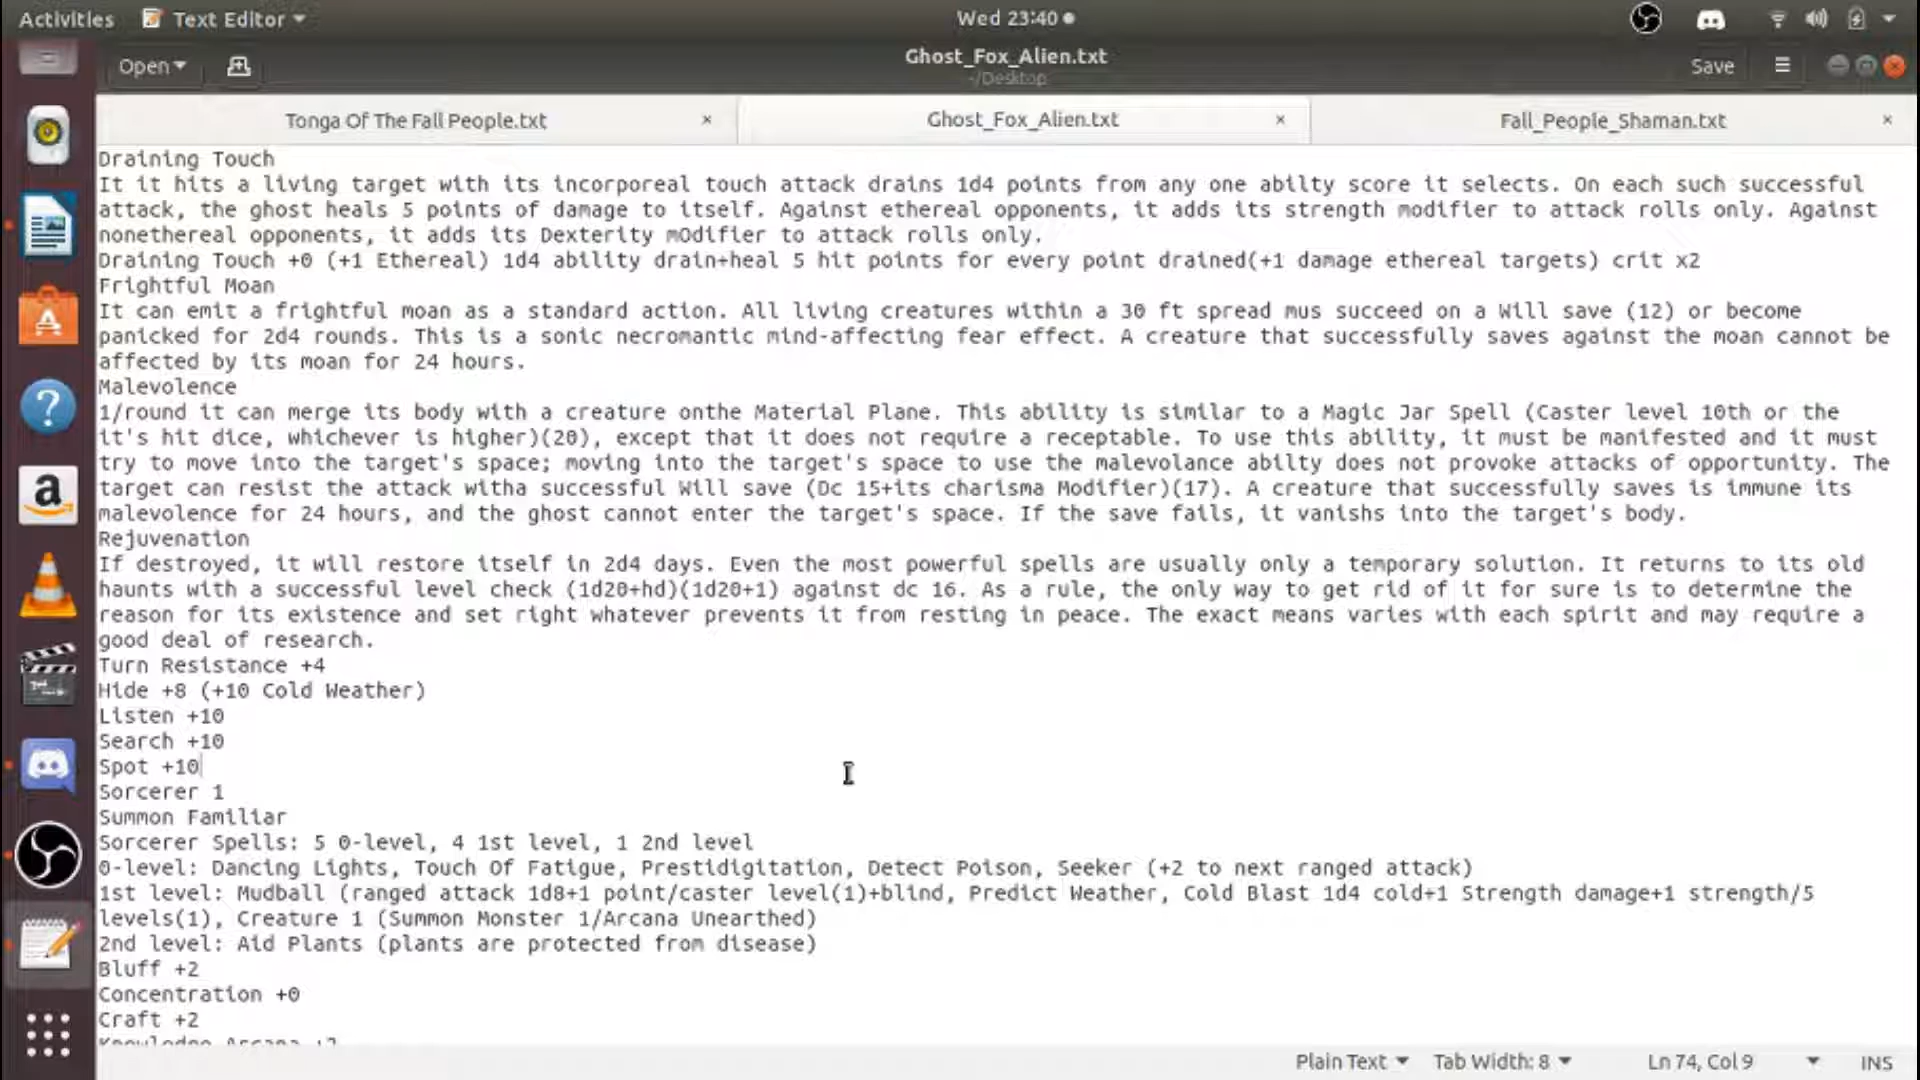 Activities Text Editor Wed 23:40
Open Ghost_Fox_Alien.txt Save
~/Desktop
Tonga Of The Fall People.txt × Ghost_Fox_Alien.txt × Fall_People_Shaman.txt ×
Draining Touch
It it hits a living target with its incorporeal touch attack drains 1d4 points from any one abilty score it selects. On each such successful
attack, the ghost heals 5 points of damage to itself. Against ethereal opponents, it adds its strength modifier to attack rolls only. Against
nonethereal opponents, it adds its Dexterity mOdifier to attack rolls only.
Draining Touch +0 (+1 Ethereal) 1d4 ability drain+heal 5 hit points for every point drained(+1 damage ethereal targets) crit x2
Frightful Moan
It can emit a frightful moan as a standard action. All living creatures within a 30 ft spread mus succeed on a Will save (12) or become
panicked for 2d4 rounds. This is a sonic necromantic mind-affecting fear effect. A creature that successfully saves against the moan cannot be
affected by its moan for 24 hours.
Malevolence
1/round it can merge its body with a creature onthe Material Plane. This ability is similar to a Magic Jar Spell (Caster level 10th or the
it's hit dice, whichever is higher)(20), except that it does not require a receptable. To use this ability, it must be manifested and it must
try to move into the target's space; moving into the target's space to use the malevolance abilty does not provoke attacks of opportunity. The
target can resist the attack witha successful Will save (Dc 15+its charisma Modifier)(17). A creature that successfully saves is immune its
malevolence for 24 hours, and the ghost cannot enter the target's space. If the save fails, it vanishs into the target's body.
Rejuvenation
If destroyed, it will restore itself in 2d4 days. Even the most powerful spells are usually only a temporary solution. It returns to its old
haunts with a successful level check (1d20+hd)(1d20+1) against dc 16. As a rule, the only way to get rid of it for sure is to determine the
reason for its existence and set right whatever prevents it from resting in peace. The exact means varies with each spirit and may require a
good deal of research.
Turn Resistance +4
Hide +8 (+10 Cold Weather)
Listen +10
Search +10
Spot +10
Sorcerer 1
Summon Familiar
Sorcerer Spells: 5 0-level, 4 1st level, 1 2nd level
0-level: Dancing Lights, Touch Of Fatigue, Prestidigitation, Detect Poison, Seeker (+2 to next ranged attack)
1st level: Mudball (ranged attack 1d8+1 point/caster level(1)+blind, Predict Weather, Cold Blast 1d4 cold+1 Strength damage+1 strength/5
levels(1), Creature 1 (Summon Monster 1/Arcana Unearthed)
2nd level: Aid Plants (plants are protected from disease)
Bluff +2
Concentration +0
Craft +2
Knowledge Arcana +2
Plain Text Tab Width: 8 Ln 74, Col 9 INS